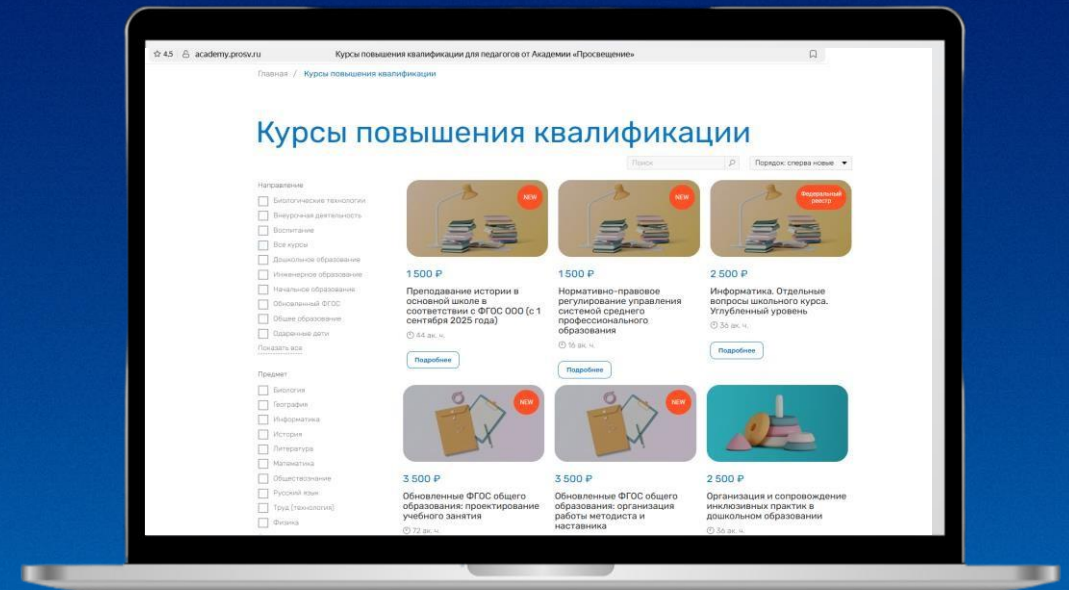 4,5 academy.prosv.ru Курсы повышения квалификации для педагогов от Академии «Просвещение»
Главная / Курсы повышения квалификации
Курсы повышения квалификации
Поиск
Порядок: сперва новые
Направление
Биологические технологии
Внеурочная деятельность
Воспитание
Все курсы
Дошкольное образование
Инженерное образование
Начальное образование
Обновленный ФГОС
Общее образование
Одаренные дети
Показать все
Предмет
Биология
География
Информатика
История
Литература
Математика
Обществознание
Русский язык
Труд (технология)
Физика
NEW
1 500 ₽
Преподавание истории в
основной школе в
соответствии с ФГОС ООО (с 1
сентября 2025 года)
44 ак. ч.
Подробнее
NEW
1 500 ₽
Нормативно-правовое
регулирование управления
системой среднего
профессионального
образования
16 ак. ч.
Подробнее
Федеральный
реестр
2 500 ₽
Информатика. Отдельные
вопросы школьного курса.
Углубленный уровень
36 ак. ч.
Подробнее
NEW
3 500 ₽
Обновленные ФГОС общего
образования: проектирование
учебного занятия
72 ак. ч.
NEW
3 500 ₽
Обновленные ФГОС общего
образования: организация
работы методиста и
наставника
2 500 ₽
Организация и сопровождение
инклюзивных практик в
дошкольном образовании
36 ак. ч.